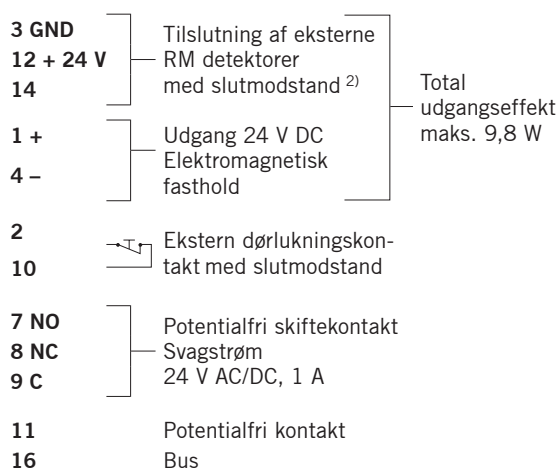 3 GND
12 + 24 V
14
Tilslutning af eksterne
RM detektorer
med slutmodstand 2)
1 +
4 –
Udgang 24 V DC
Elektromagnetisk
fasthold
Total
udgangseffekt
maks. 9,8 W
2
10
Ekstern dørlukningskon-
takt med slutmodstand
7 NO
8 NC
9 C
Potentialfri skiftekontakt
Svagstrøm
24 V AC/DC, 1 A
11
Potentialfri kontakt
16
Bus